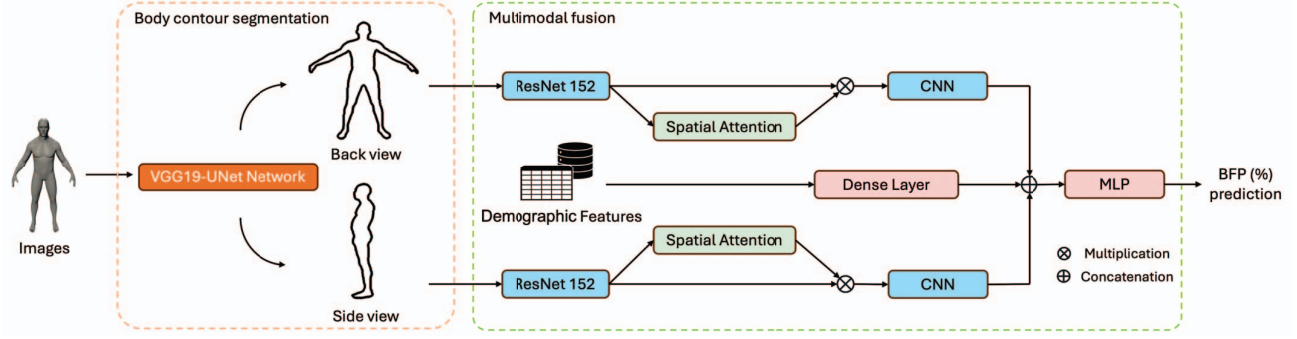 Body contour segmentation
Multimodal fusion
ResNet 152
CNN
Spatial Attention
Back view
VGG19-UNet Network
Images
Demographic Features
Dense Layer
MLP
BFP (%)
prediction
Spatial Attention
ResNet 152
CNN
Side view
⊗ Multiplication
⊕ Concatenation